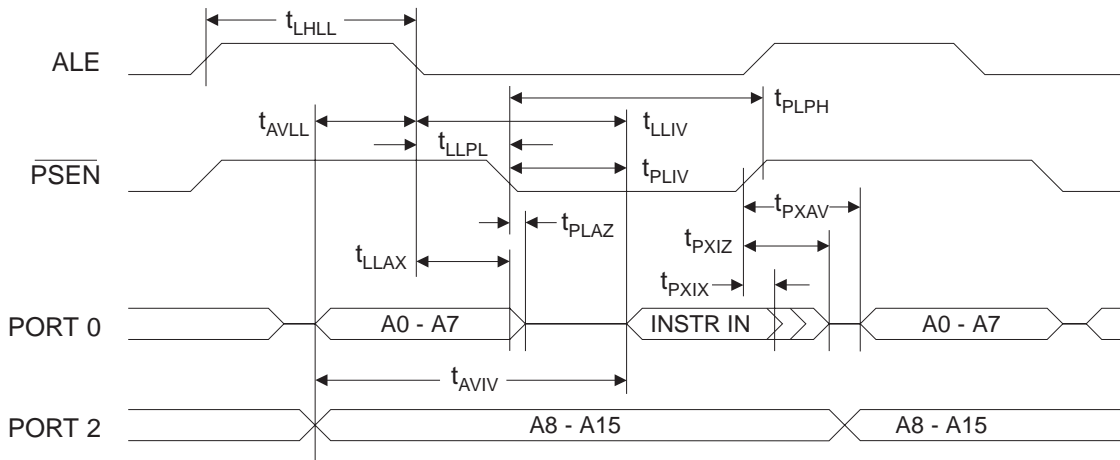 tLHLL
ALE
tPLPH
tAVLL
tLLIV
tLLPL
PSEN
tPLIV
tPXAV
tPLAZ
tPXIZ
tLLAX
tPXIX
PORT 0
A0 - A7
INSTR IN
A0 - A7
tAVIV
PORT 2
A8 - A15
A8 - A15